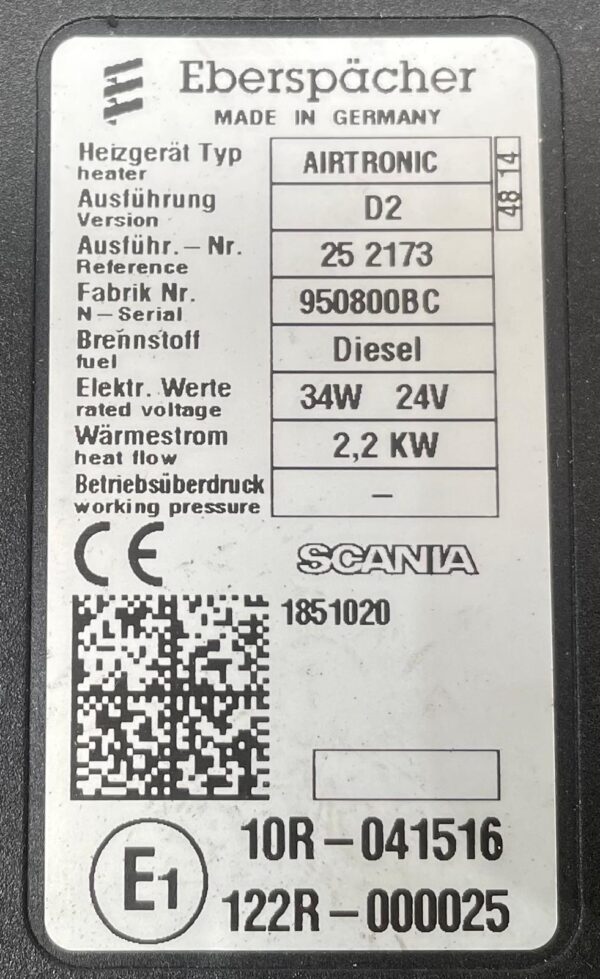 Eberspächer
MADE IN GERMANY
Heizgerät Typ
heater
AIRTRONIC
48 14
Ausführung
Version
D2
Ausführ.-Nr.
Reference
25 2173
Fabrik Nr.
N-Serial
950800BC
Brennstoff
fuel
Diesel
Elektr. Werte
rated voltage
34W 24V
Wärmestrom
heat flow
2,2 KW
Betriebsüberdruck
working pressure
–
CE
SCANIA
1851020
E1
10R-041516
122R-000025